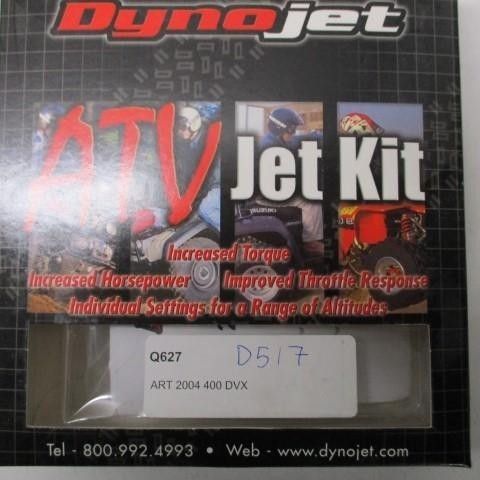 Dynojet
ATV Jet Kit
SUZUKI
Increased Torque
Increased Horsepower Improved Throttle Response
Individual Settings for a Range of Altitudes
Q627 D517
ART 2004 400 DVX
Tel - 800.992.4993 • Web - www.dynojet.com